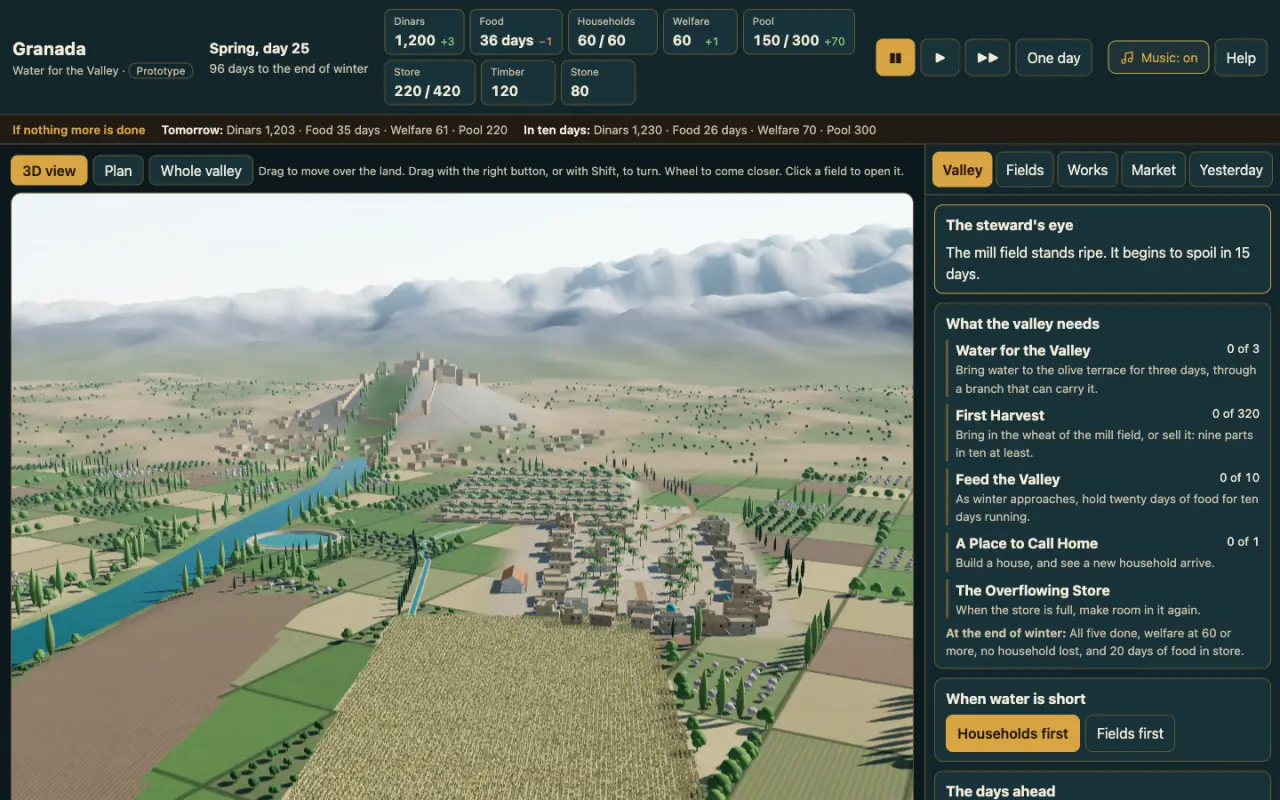 Granada
Water for the Valley · Prototype
Spring, day 25
96 days to the end of winter
Dinars
1,200 +3
Food
36 days −1
Households
60 / 60
Welfare
60 +1
Pool
150 / 300 +70
Store
220 / 420
Timber
120
Stone
80
One day
Music: on
Help
If nothing more is done Tomorrow: Dinars 1,203 · Food 35 days · Welfare 61 · Pool 220 In ten days: Dinars 1,230 · Food 26 days · Welfare 70 · Pool 300
3D view
Plan
Whole valley
Drag to move over the land. Drag with the right button, or with Shift, to turn. Wheel to come closer. Click a field to open it.
Valley
Fields
Works
Market
Yesterday
The steward's eye
The mill field stands ripe. It begins to spoil in 15
days.
What the valley needs
Water for the Valley 0 of 3
Bring water to the olive terrace for three days, through
a branch that can carry it.
First Harvest 0 of 320
Bring in the wheat of the mill field, or sell it: nine parts
in ten at least.
Feed the Valley 0 of 10
As winter approaches, hold twenty days of food for ten
days running.
A Place to Call Home 0 of 1
Build a house, and see a new household arrive.
The Overflowing Store
When the store is full, make room in it again.
At the end of winter: All five done, welfare at 60 or
more, no household lost, and 20 days of food in store.
When water is short
Households first
Fields first
The days ahead